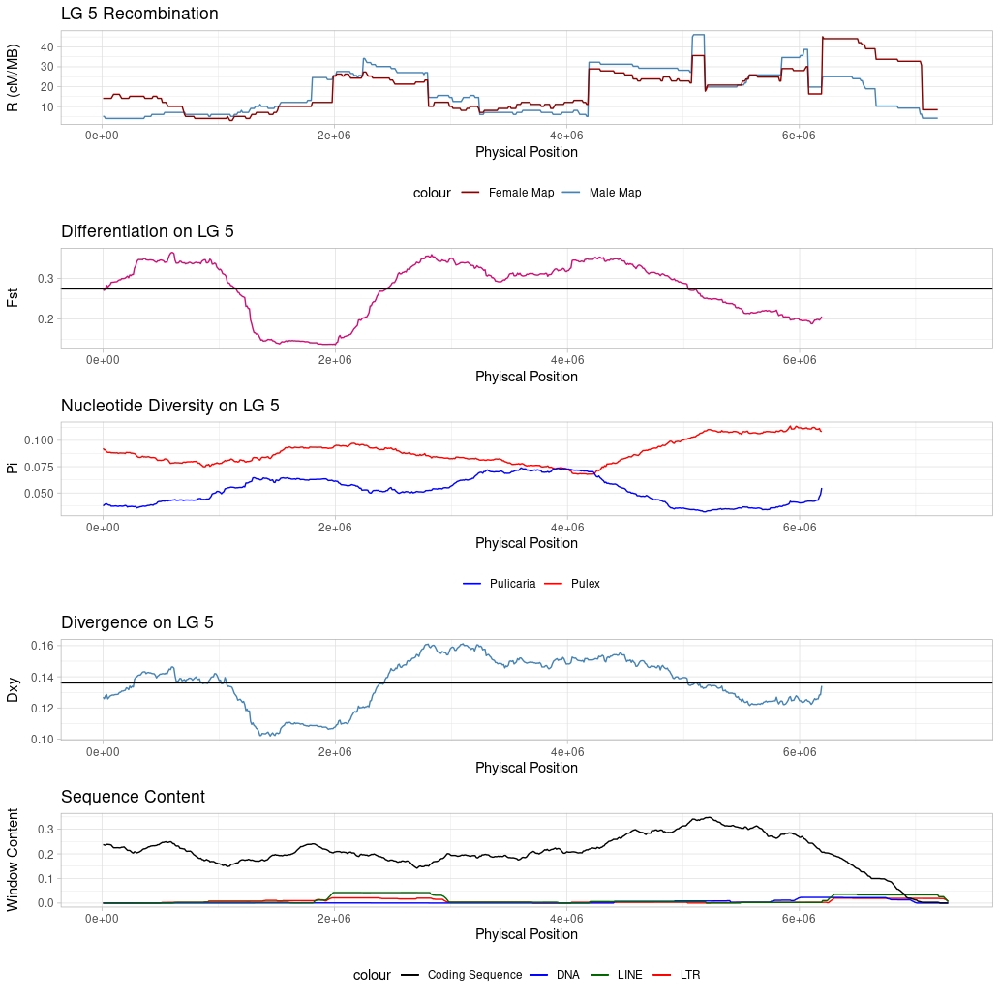 LG 5 Recombination
R (cM/MB)
40
30
20
10
0e+00 2e+06 4e+06 6e+06
Physical Position
colour Female Map Male Map
Differentiation on LG 5
Fst
0.3
0.2
0e+00 2e+06 4e+06 6e+06
Phyiscal Position
Nucleotide Diversity on LG 5
Pi
0.100
0.075
0.050
0e+00 2e+06 4e+06 6e+06
Phyiscal Position
Pulicaria Pulex
Divergence on LG 5
Dxy
0.16
0.14
0.12
0.10
0e+00 2e+06 4e+06 6e+06
Phyiscal Position
Sequence Content
Window Content
0.3
0.2
0.1
0.0
0e+00 2e+06 4e+06 6e+06
Phyiscal Position
colour Coding Sequence DNA LINE LTR